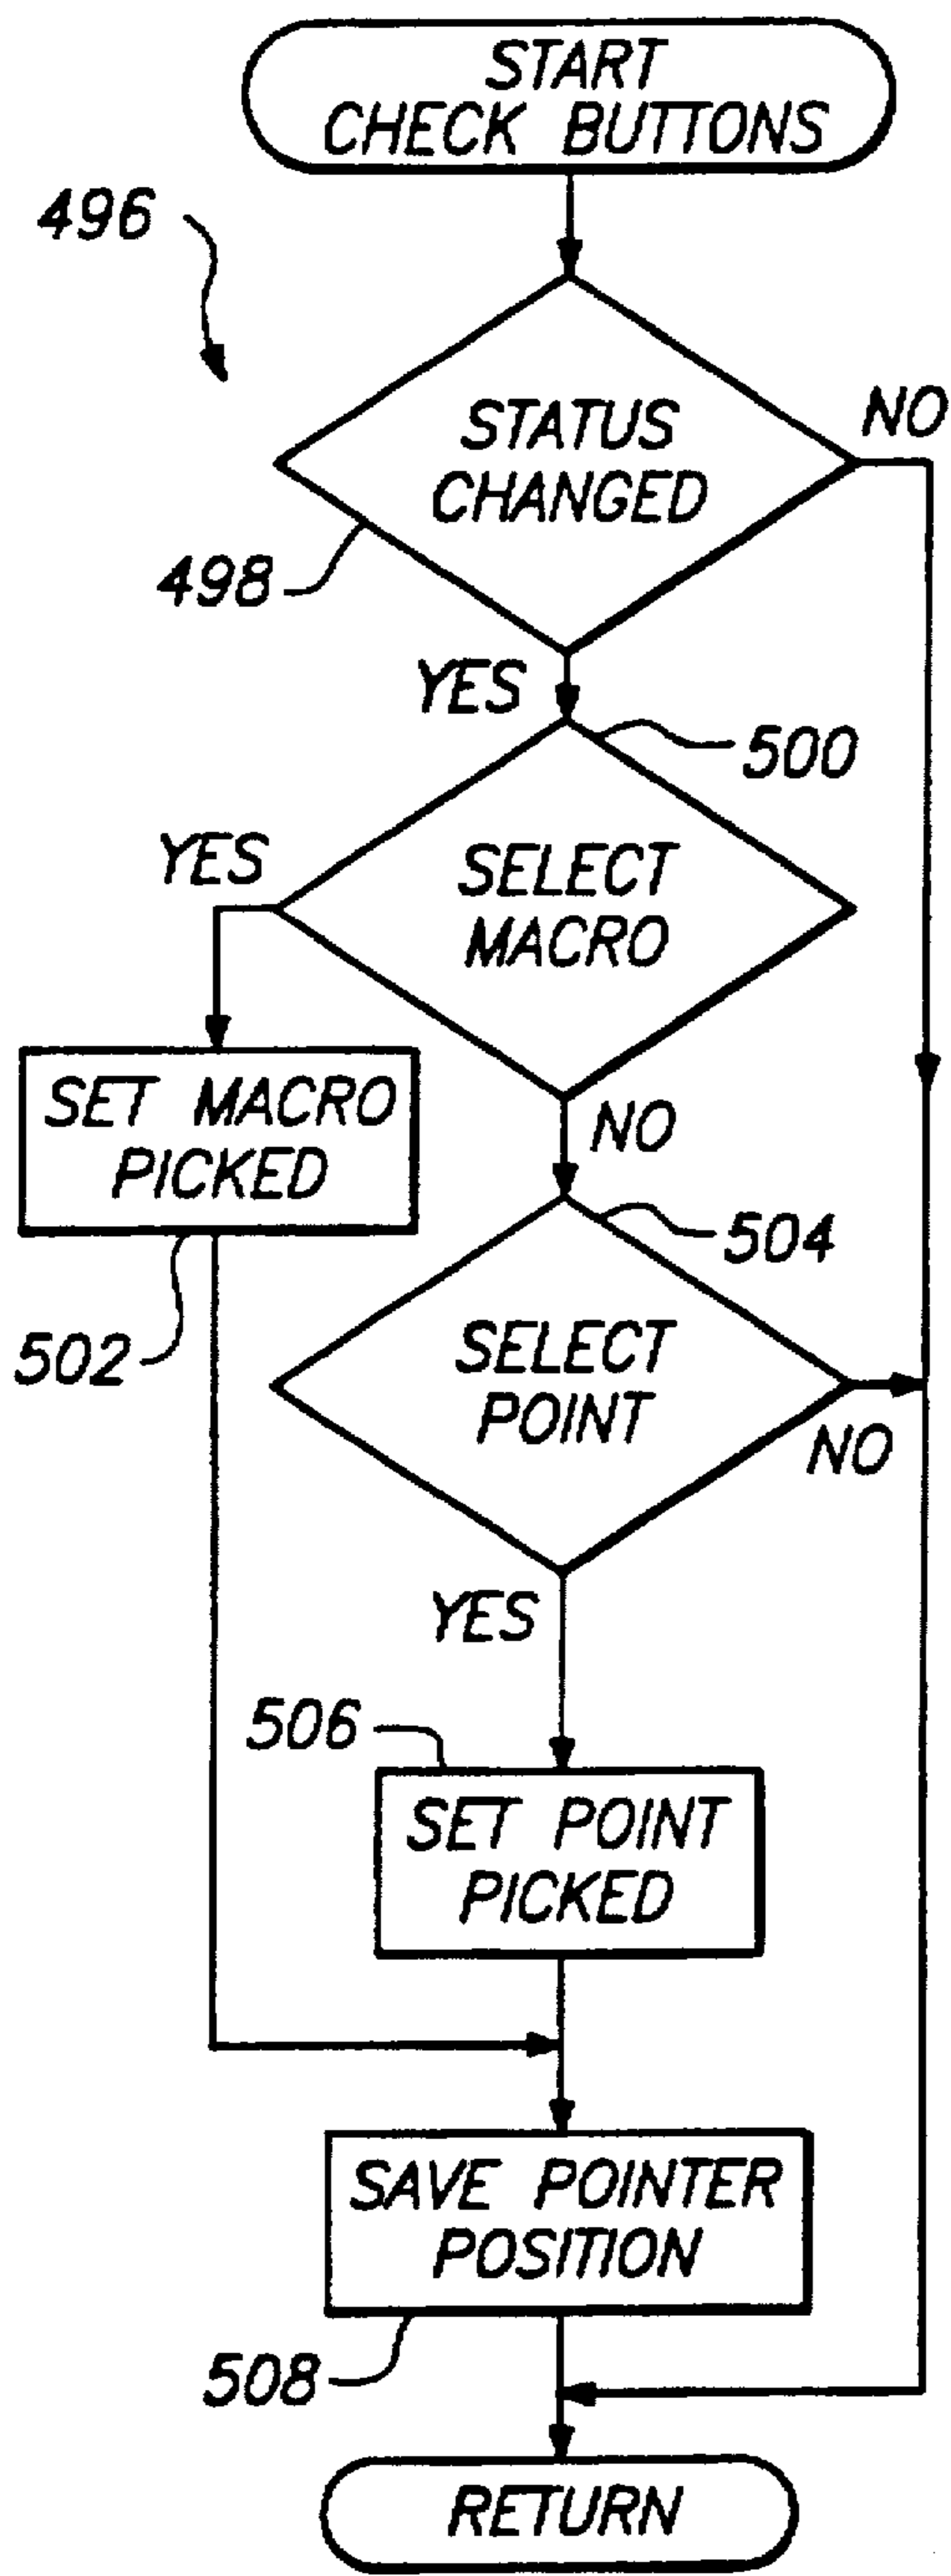 START
CHECK BUTTONS
496
STATUS
CHANGED
NO
498
YES
500
YES
SELECT
MACRO
SET MACRO
PICKED
NO
504
502
SELECT
POINT
NO
YES
506
SET POINT
PICKED
SAVE POINTER
POSITION
508
RETURN